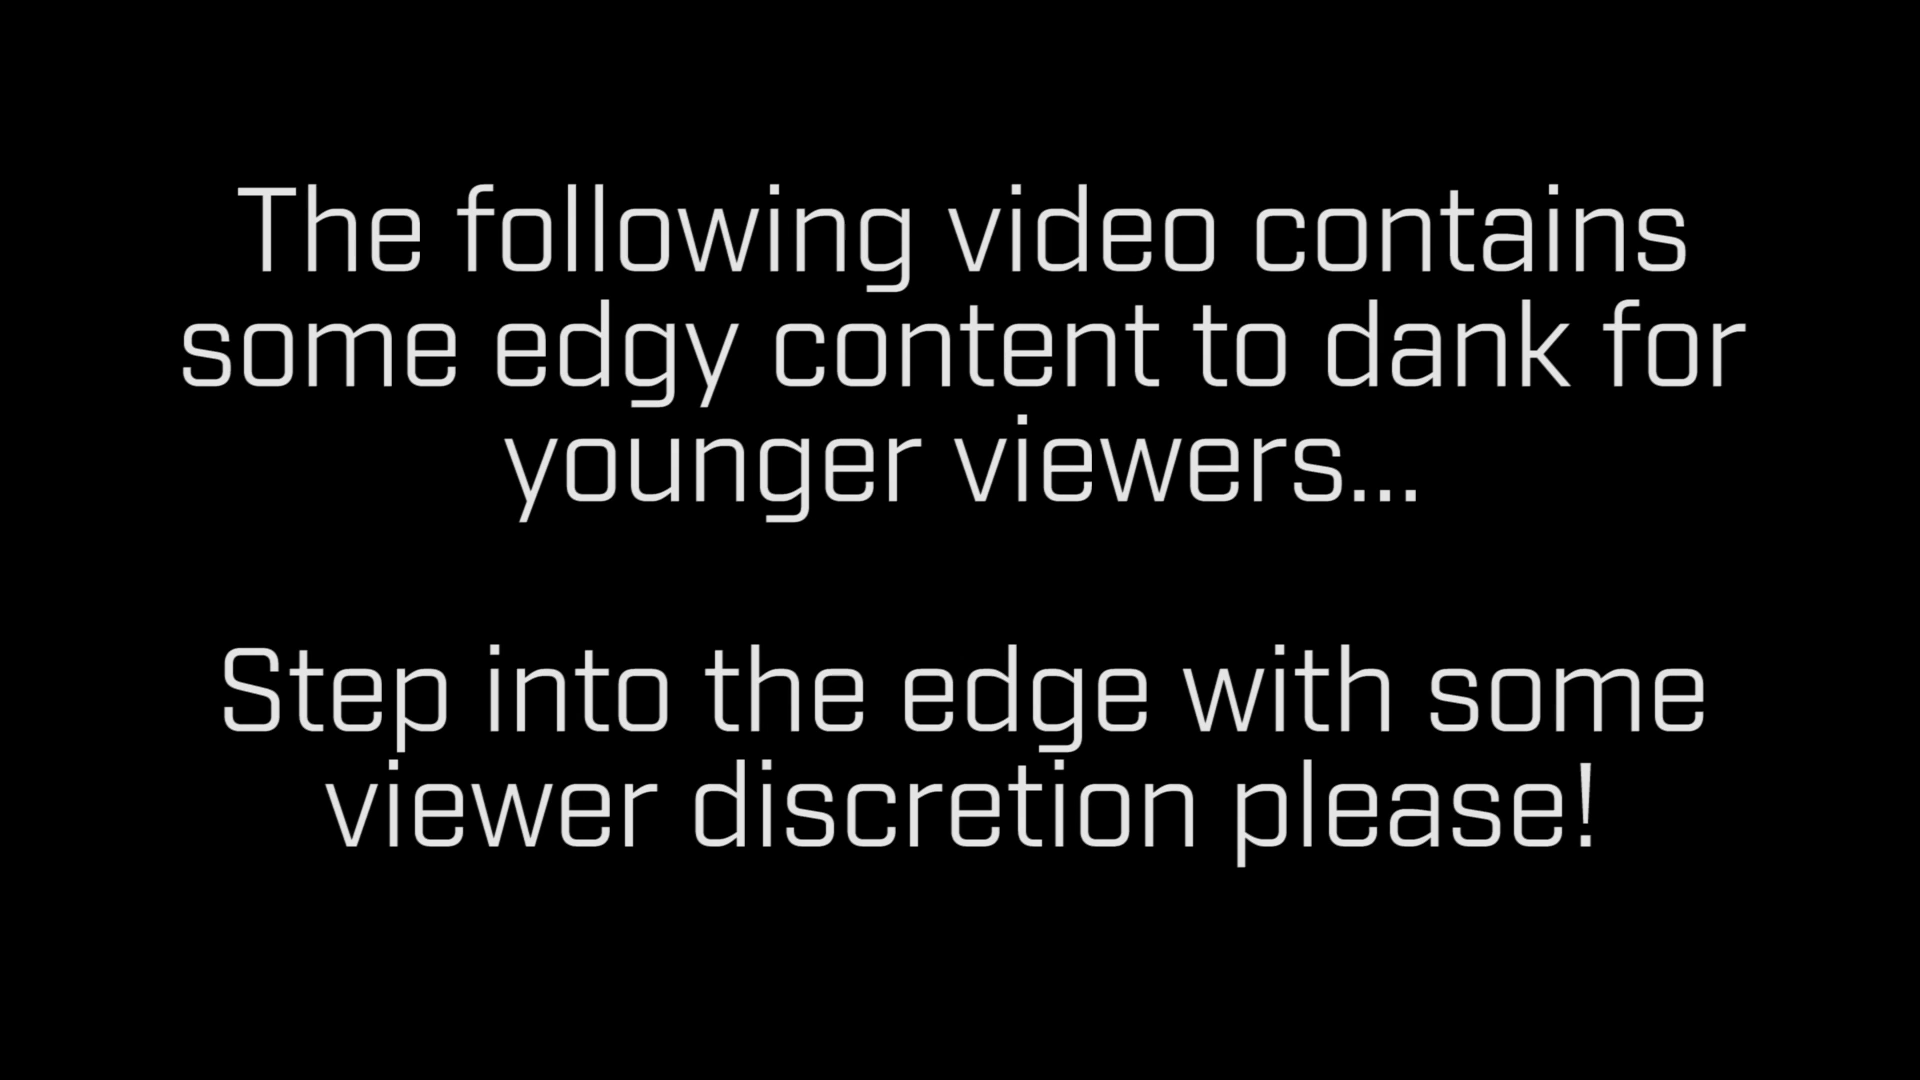 The following video contains
some edgy content to dank for
younger viewers...
Step into the edge with some
viewer discretion please!